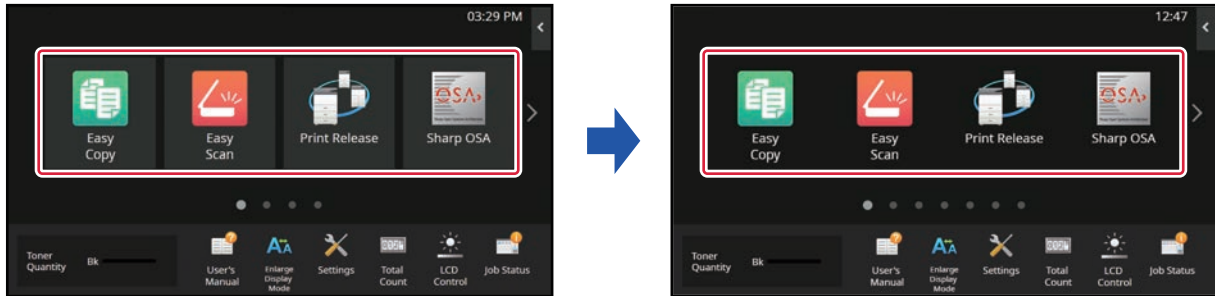 03:29 PM
Easy
Copy
Easy
Scan
Print Release
OSA
Sharp OSA
Toner
Quantity
Bk
User's
Manual
Enlarge
Display
Mode
Settings
Total
Count
LCD
Control
Job Status
12:47
Easy
Copy
Easy
Scan
Print Release
OSA
Sharp OSA
Toner
Quantity
Bk
User's
Manual
Enlarge
Display
Mode
Settings
Total
Count
LCD
Control
Job Status